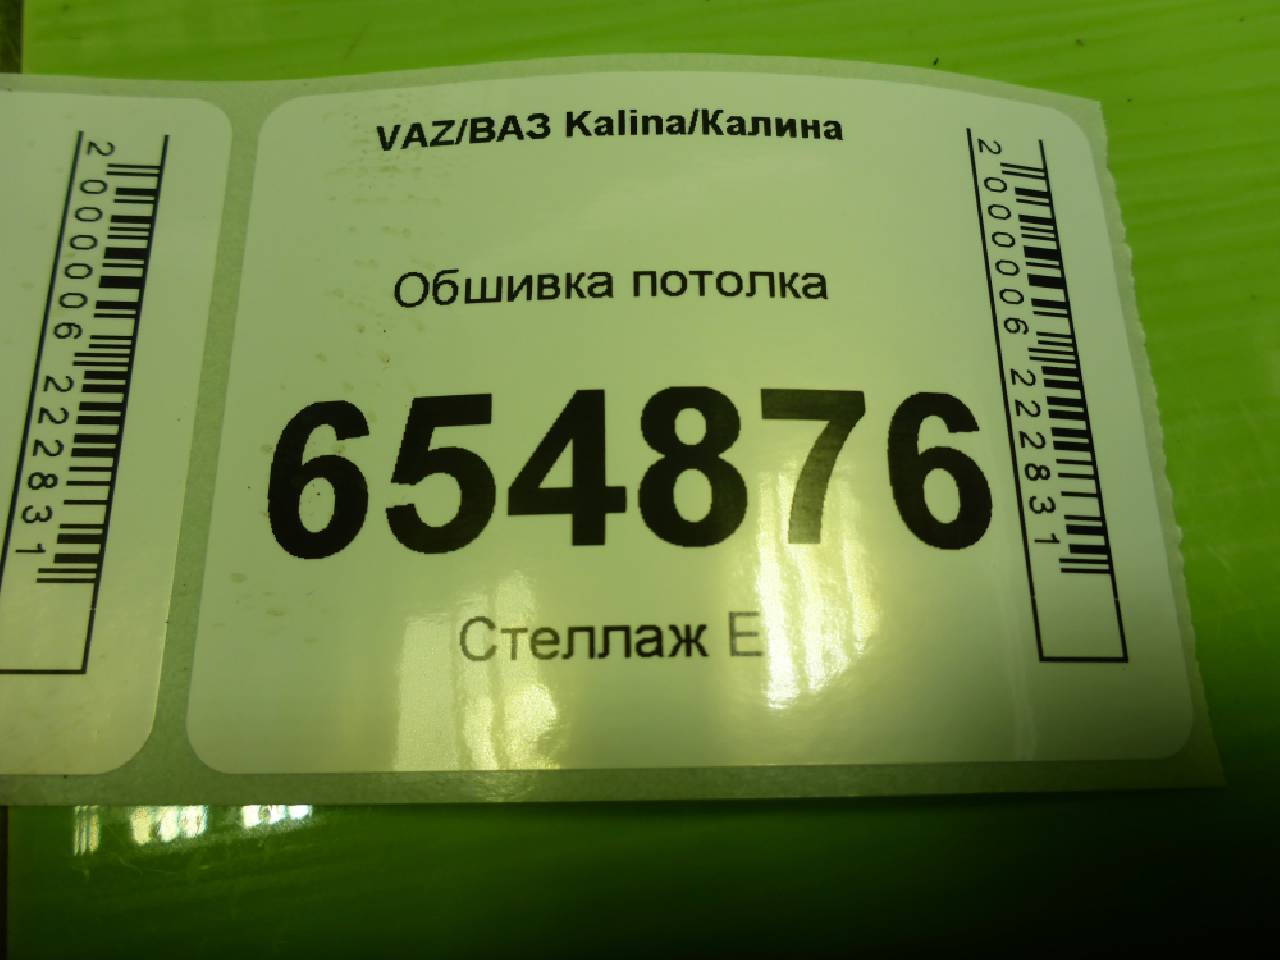 2000006222831
VAZ/ВАЗ Kalina/Калина
Обшивка потолка
654876
Стеллаж E
2000006222831